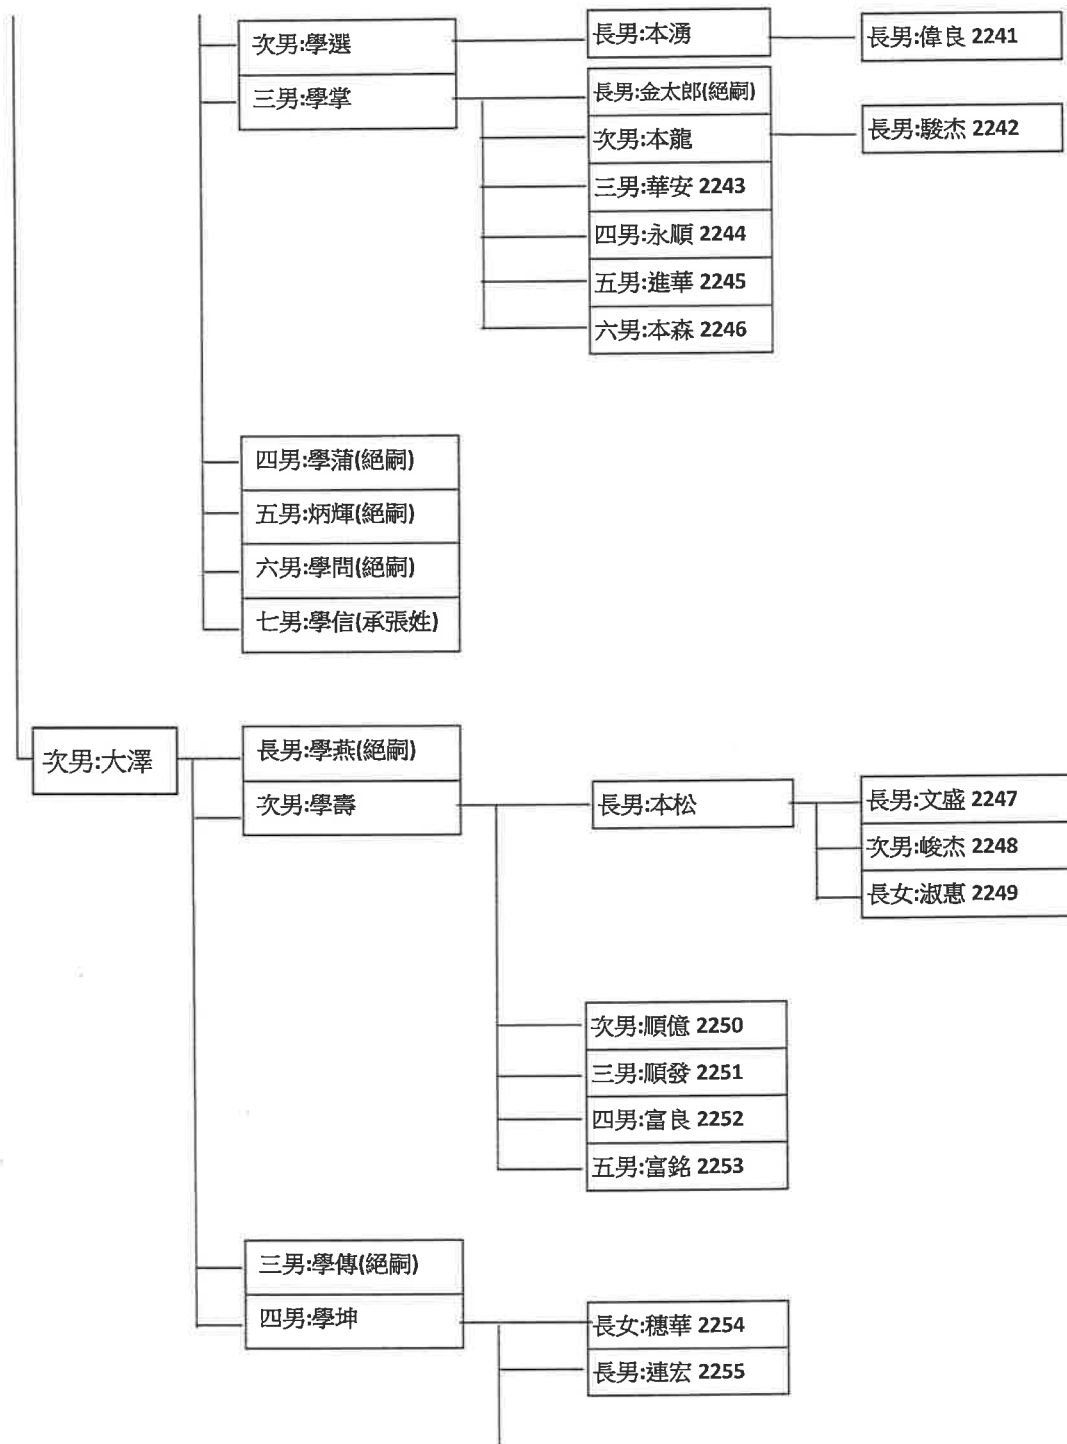 次男:學選
長男:本湧
長男:偉良 2241
三男:學掌
長男:金太郎(絕嗣)
次男:本龍
長男:駿杰 2242
三男:華安 2243
四男:永順 2244
五男:進華 2245
六男:本森 2246
四男:學蒲(絕嗣)
五男:炳輝(絕嗣)
六男:學問(絕嗣)
七男:學信(承張姓)
次男:大澤
長男:學燕(絕嗣)
次男:學壽
長男:本松
長男:文盛 2247
次男:峻杰 2248
長女:淑惠 2249
次男:順億 2250
三男:順發 2251
四男:富良 2252
五男:富銘 2253
三男:學傳(絕嗣)
四男:學坤
長女:穗華 2254
長男:連宏 2255